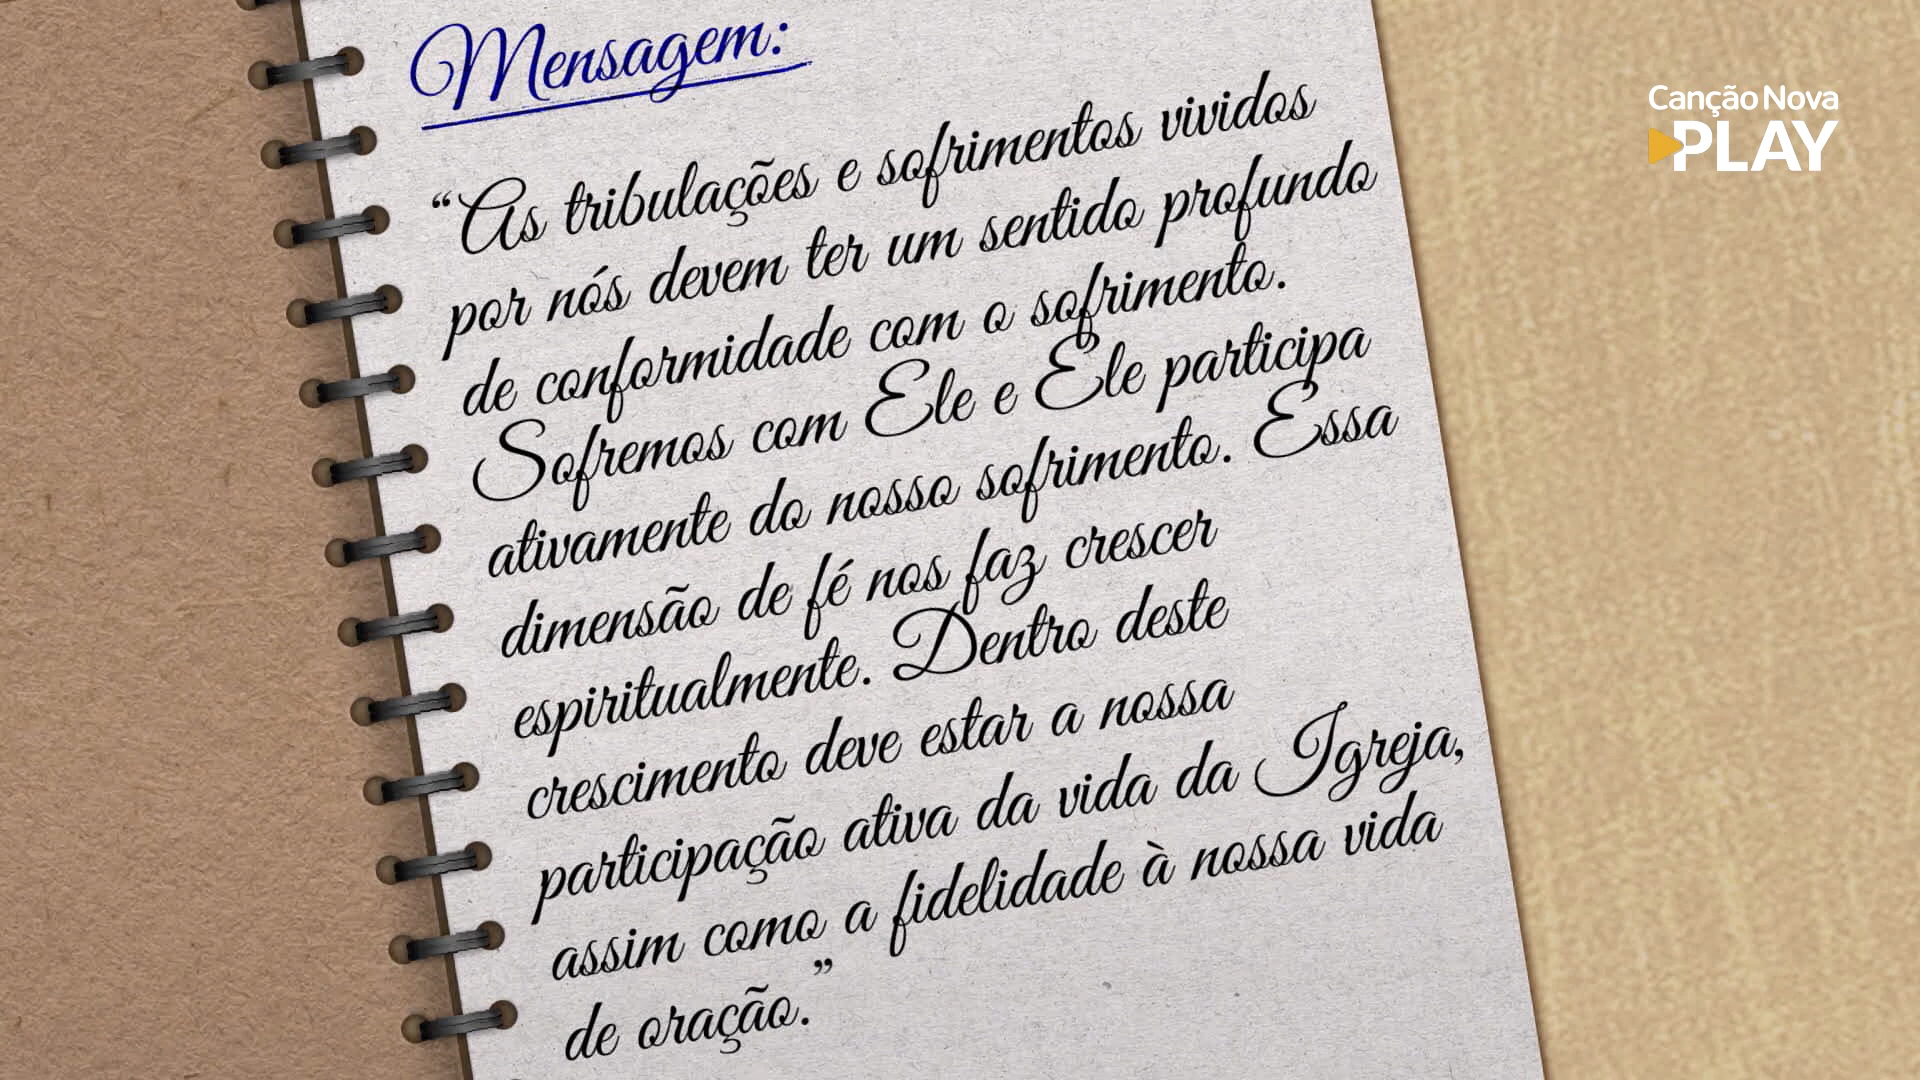 Mensagem:
“As tribulações e sofrimentos vividos
por nós devem ter um sentido profundo
de conformidade com o sofrimento.
Sofremos com Ele e Ele participa
ativamente do nosso sofrimento. Essa
dimensão de fé nos faz crescer
espiritualmente. Dentro deste
crescimento deve estar a nossa
participação ativa da vida da Igreja,
assim como a fidelidade à nossa vida
de oração.”
Canção Nova
PLAY